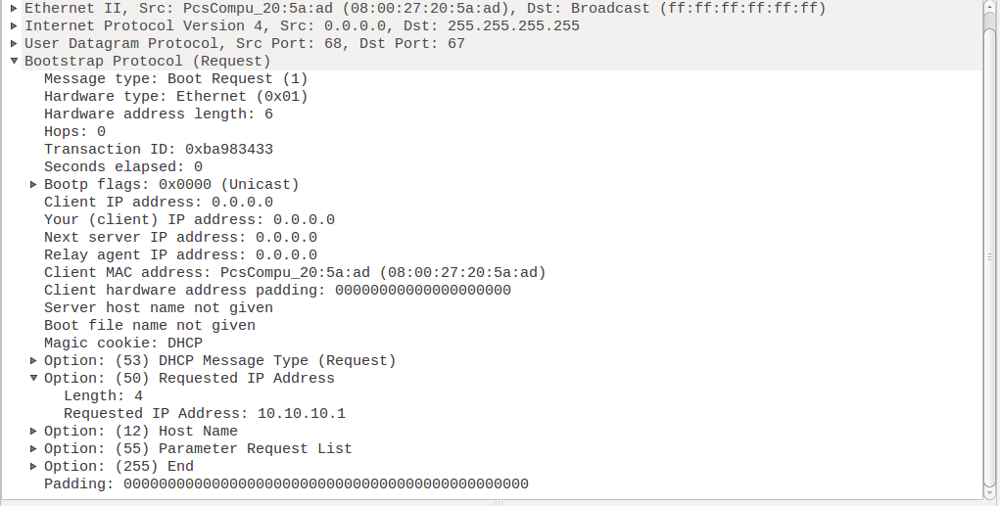 Ethernet II, Src: PcsCompu_20:5a:ad (08:00:27:20:5a:ad), Dst: Broadcast (ff:ff:ff:ff:ff:ff)
Internet Protocol Version 4, Src: 0.0.0.0, Dst: 255.255.255.255
User Datagram Protocol, Src Port: 68, Dst Port: 67
Bootstrap Protocol (Request)
Message type: Boot Request (1)
Hardware type: Ethernet (0x01)
Hardware address length: 6
Hops: 0
Transaction ID: 0xba983433
Seconds elapsed: 0
Bootp flags: 0x0000 (Unicast)
Client IP address: 0.0.0.0
Your (client) IP address: 0.0.0.0
Next server IP address: 0.0.0.0
Relay agent IP address: 0.0.0.0
Client MAC address: PcsCompu_20:5a:ad (08:00:27:20:5a:ad)
Client hardware address padding: 00000000000000000000
Server host name not given
Boot file name not given
Magic cookie: DHCP
Option: (53) DHCP Message Type (Request)
Option: (50) Requested IP Address
Length: 4
Requested IP Address: 10.10.10.1
Option: (12) Host Name
Option: (55) Parameter Request List
Option: (255) End
Padding: 0000000000000000000000000000000000000000000000